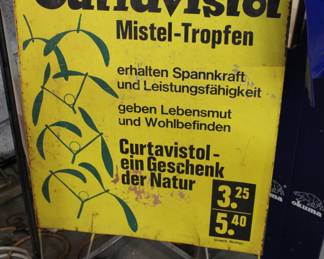 Curtavistol
Mistel-Tropfen
erhalten Spannkraft
und Leistungsfähigkeit
geben Lebensmut
und Wohlbefinden
Curtavistol-
ein Geschenk
der Natur
3.25
5.40
okuma
okuma